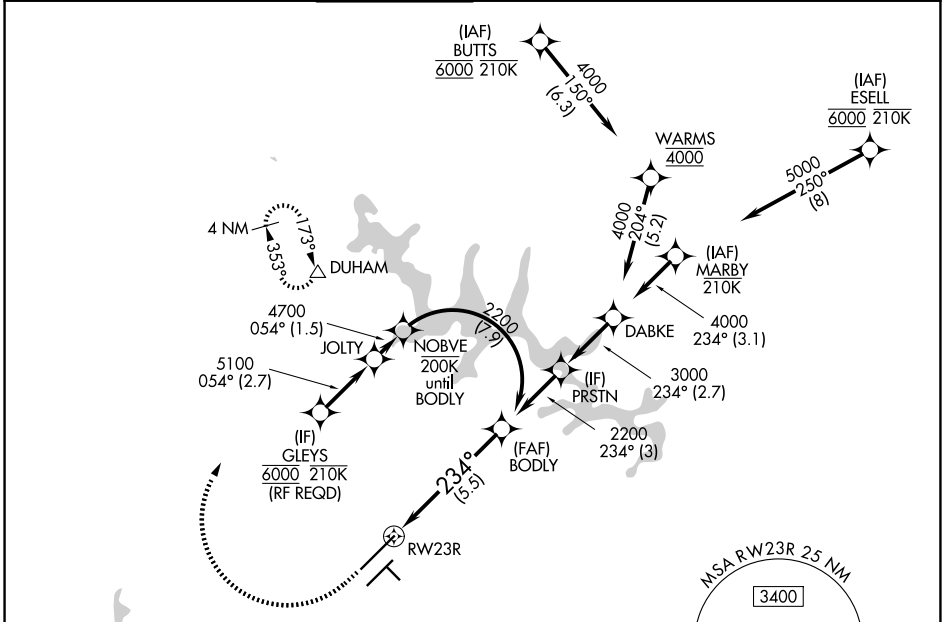 (IAF)
BUTTS
6000 210K
4000
150°
(6.3)
(IAF)
ESELL
6000 210K
5000
250°
(8)
WARMS
4000
4000
204°
(5.2)
(IAF)
MARBY
210K
4 NM
173°
353°
DUHAM
4700
054° (1.5)
JOLTY
NOBVE
200K
until
BODLY
2200
(7.9)
DABKE
4000
234° (3.1)
5100
054° (2.7)
(IF)
PRSTN
3000
234° (2.7)
(IF)
GLEYS
6000 210K
(RF REQD)
2200
234° (3)
(FAF)
BODLY
234°
(5.5)
RW23R
MSA RW23R 25 NM
3400